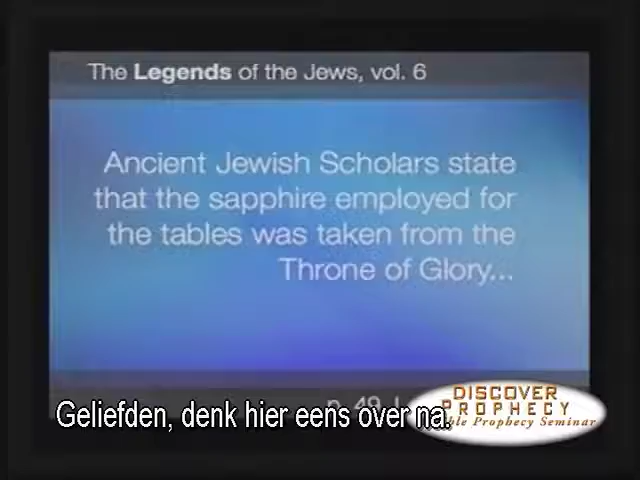 The Legends of the Jews, vol. 6
Ancient Jewish Scholars state
that the sapphire employed for
the tables was taken from the
Throne of Glory...
p. 49,
Geliefden, denk hier eens over na.
DISCOVER
PROPHECY
Bible Prophecy Seminar